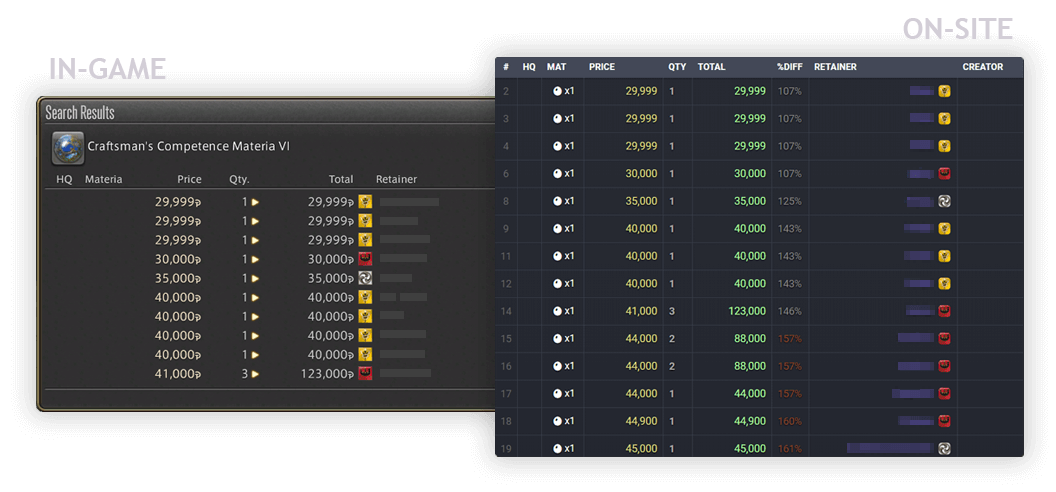 IN-GAME
Search Results
Craftsman's Competence Materia VI
HQ Materia Price Qty. Total Retainer
29,999 1 29,999
29,999 1 29,999
29,999 1 29,999
30,000 1 30,000
35,000 1 35,000
40,000 1 40,000
40,000 1 40,000
40,000 1 40,000
40,000 1 40,000
41,000 3 123,000
ON-SITE
# HQ MAT PRICE QTY TOTAL %DIFF RETAINER CREATOR
2 x1 29,999 1 29,999 107%
3 x1 29,999 1 29,999 107%
4 x1 29,999 1 29,999 107%
6 x1 30,000 1 30,000 107%
8 x1 35,000 1 35,000 125%
9 x1 40,000 1 40,000 143%
11 x1 40,000 1 40,000 143%
12 x1 40,000 1 40,000 143%
14 x1 41,000 3 123,000 146%
15 x1 44,000 2 88,000 157%
16 x1 44,000 2 88,000 157%
17 x1 44,000 1 44,000 157%
18 x1 44,900 1 44,900 160%
19 x1 45,000 1 45,000 161%